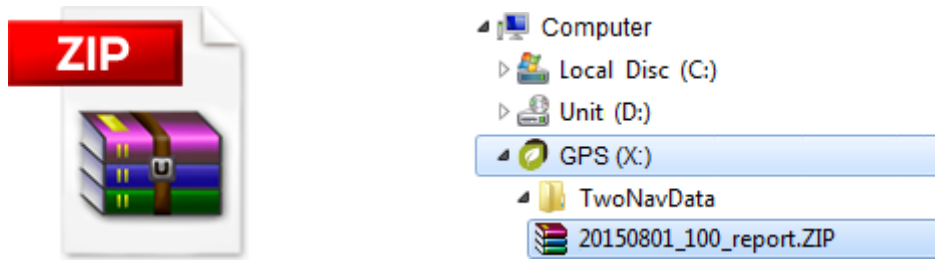 ZIP
U
Computer
Local Disc (C:)
Unit (D:)
GPS (X:)
TwoNavData
20150801_100_report.ZIP